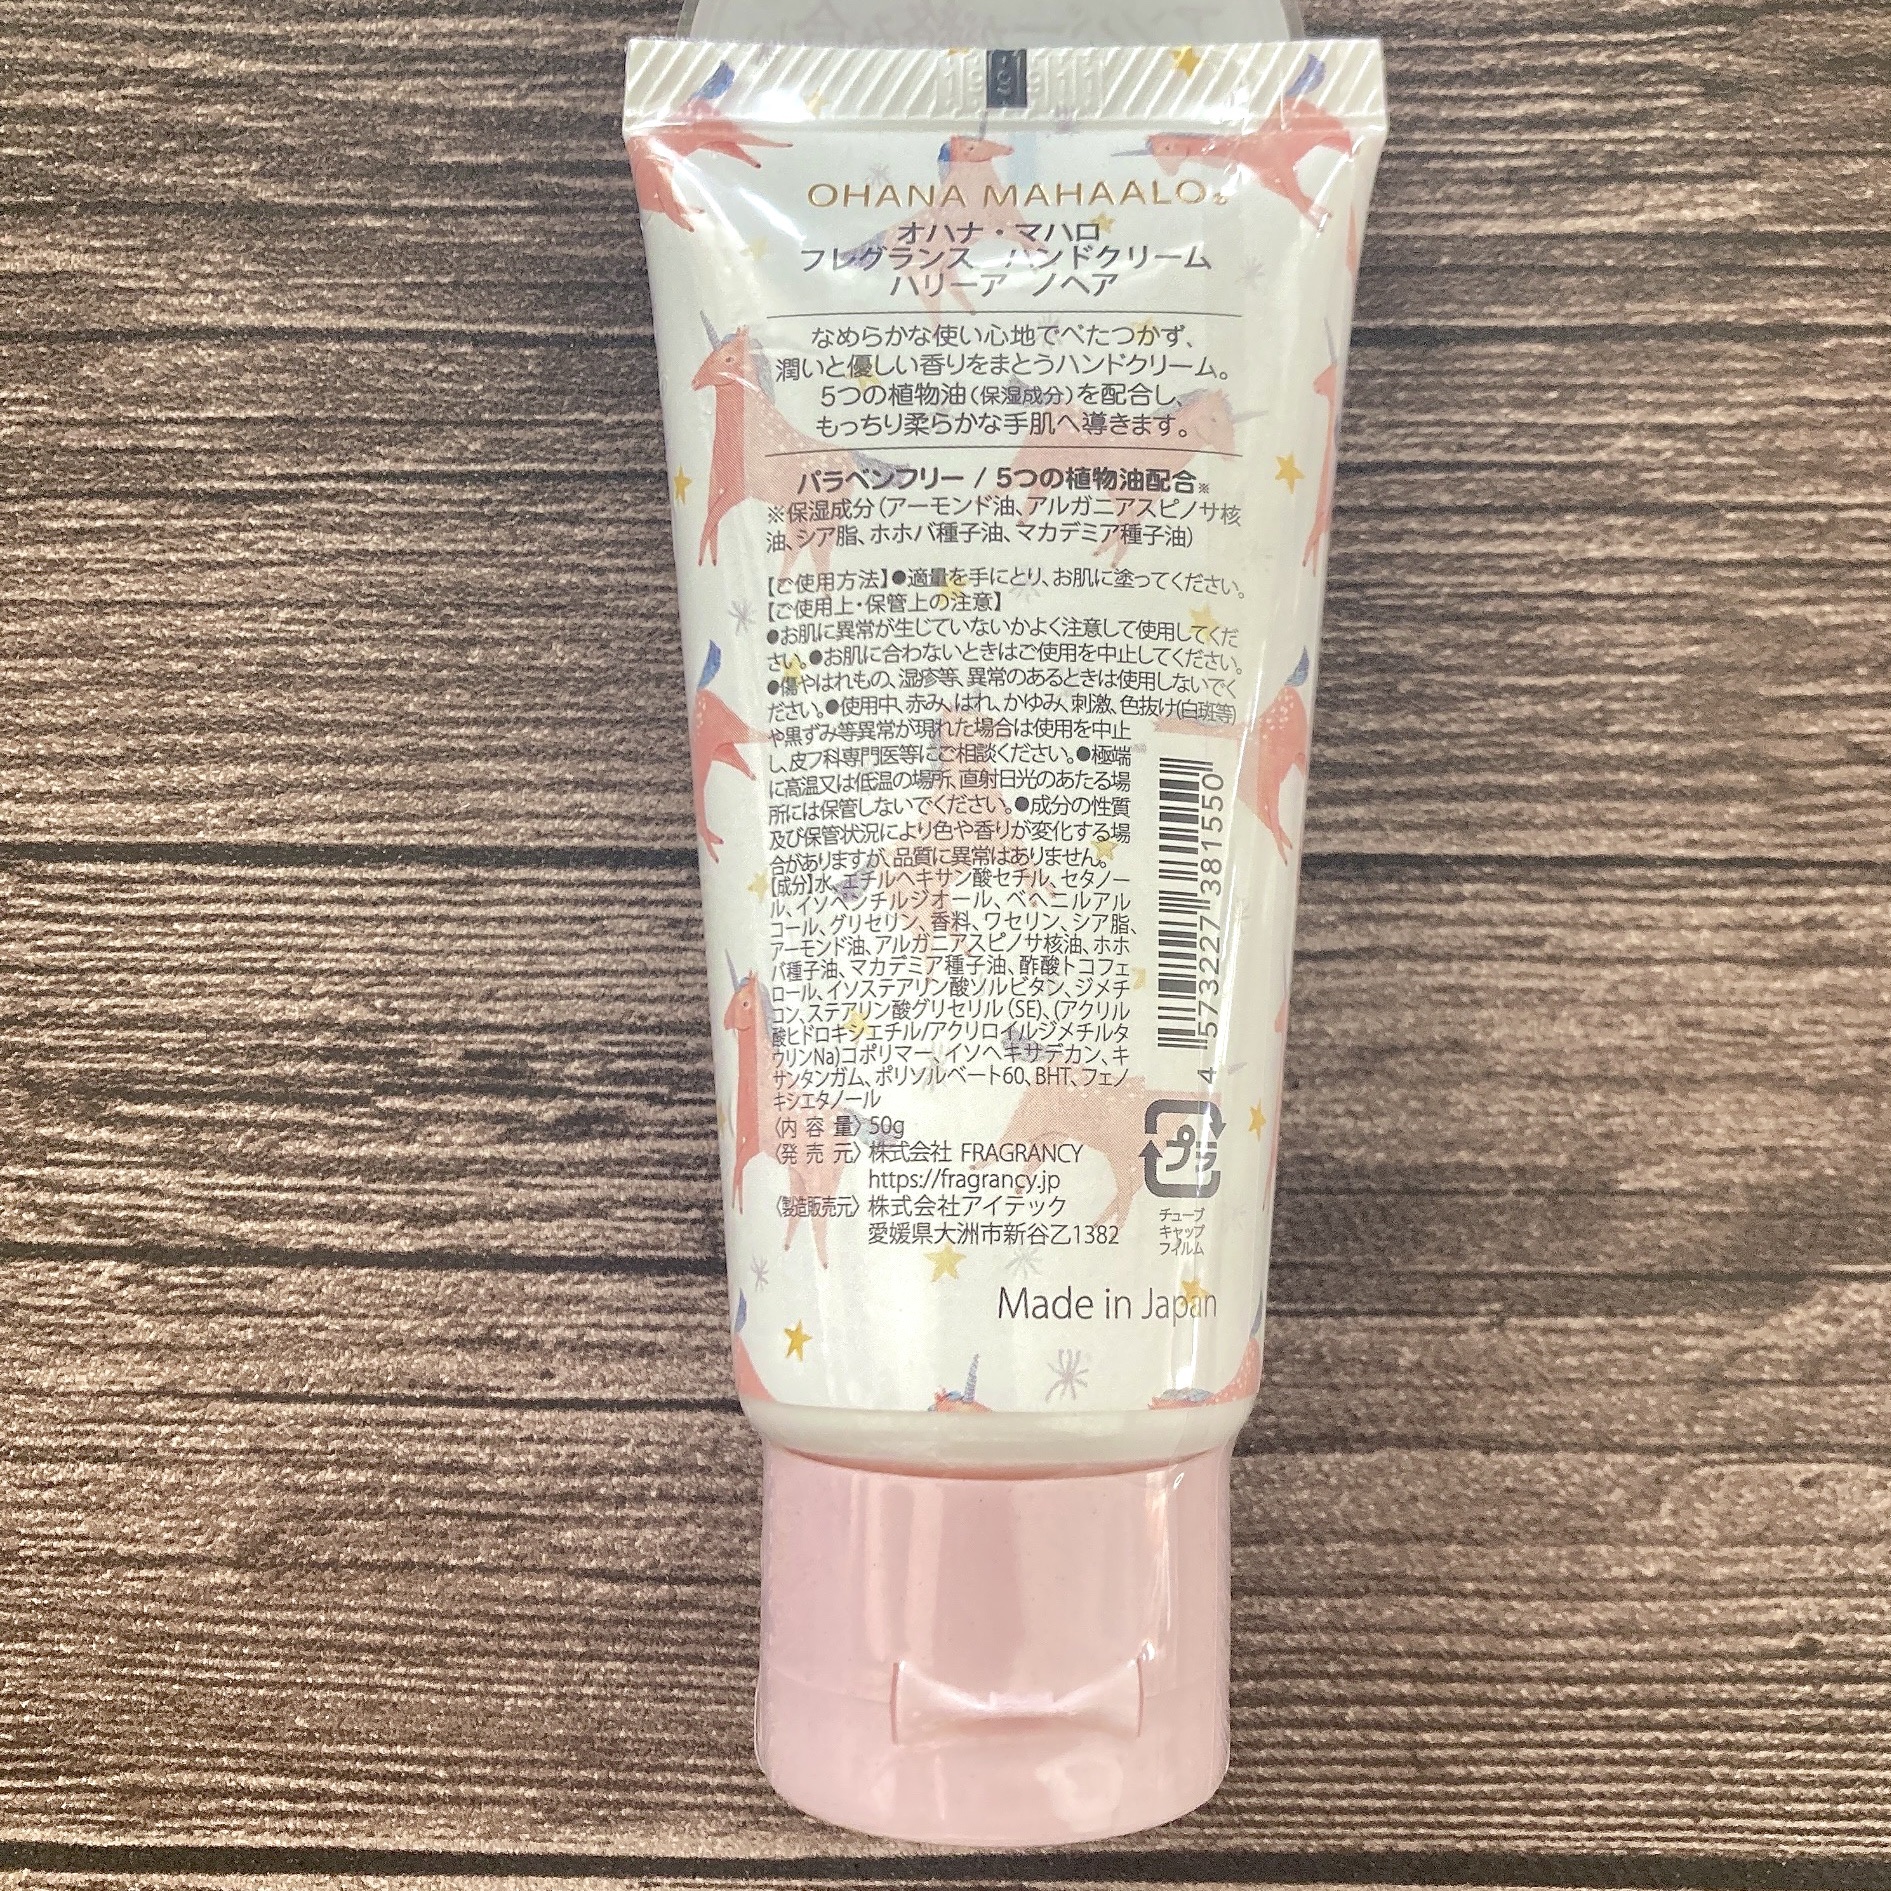 OHANA MAHAALO®
オハナ・マハロ
フレグランス ハンドクリーム
ハリーア ノヘア
なめらかな使い心地でべたつかず、
潤いと優しい香りをまとうハンドクリーム。
5つの植物油(保湿成分)を配合し、
もっちり柔らかな手肌へ導きます。
パラベンフリー / 5つの植物油配合※
※保湿成分(アーモンド油、アルガニアスピノサ核
油、シア脂、ホホバ種子油、マカデミア種子油)
【ご使用方法】●適量を手にとり、お肌に塗ってください。
【ご使用上・保管上の注意】
●お肌に異常が生じていないかよく注意して使用してくだ
さい。●お肌に合わないときはご使用を中止してください。
●傷やはれもの、湿疹等、異常のあるときは使用しないでく
ださい。●使用中、赤み、はれ、かゆみ、刺激、色抜け(白斑等)
や黒ずみ等異常が現れた場合は使用を中止
し、皮フ科専門医等にご相談ください。●極端
に高温又は低温の場所、直射日光のあたる場
所には保管しないでください。●成分の性質
及び保管状況により色や香りが変化する場
合がありますが、品質に異常はありません。
【成分】水、エチルヘキサン酸セチル、セタノー
ル、イソペンチルジオール、ベヘニルアル
コール、グリセリン、香料、ワセリン、シア脂、
アーモンド油、アルガニアスピノサ核油、ホホ
バ種子油、マカデミア種子油、酢酸トコフェ
ロール、イソステアリン酸ソルビタン、ジメチ
コン、ステアリン酸グリセリル(SE)、(アクリル
酸ヒドロキシエチル/アクリロイルジメチルタ
ウリンNa)コポリマー、イソヘキサデカン、キ
サンタンガム、ポリソルベート60、BHT、フェノ
キシエタノール
〈内 容 量〉50g
〈発 売 元〉株式会社 FRAGRANCY
https://fragrancy.jp
〈製造販売元〉株式会社アイテック
愛媛県大洲市新谷乙1382
4 573227 381550
プラ
チューブ
キャップ
フィルム
Made in Japan